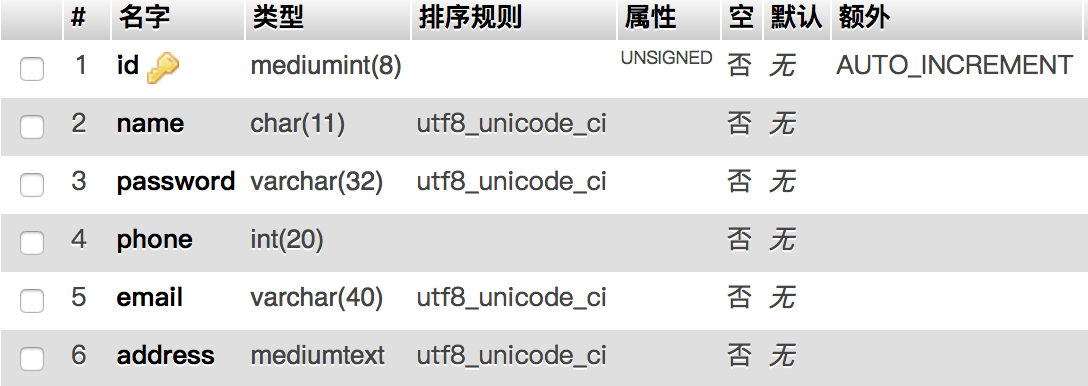 # 名字 类型 排序规则 属性 空 默认 额外
1 id mediumint(8) UNSIGNED 否 无 AUTO_INCREMENT
2 name char(11) utf8_unicode_ci 否 无
3 password varchar(32) utf8_unicode_ci 否 无
4 phone int(20) 否 无
5 email varchar(40) utf8_unicode_ci 否 无
6 address mediumtext utf8_unicode_ci 否 无